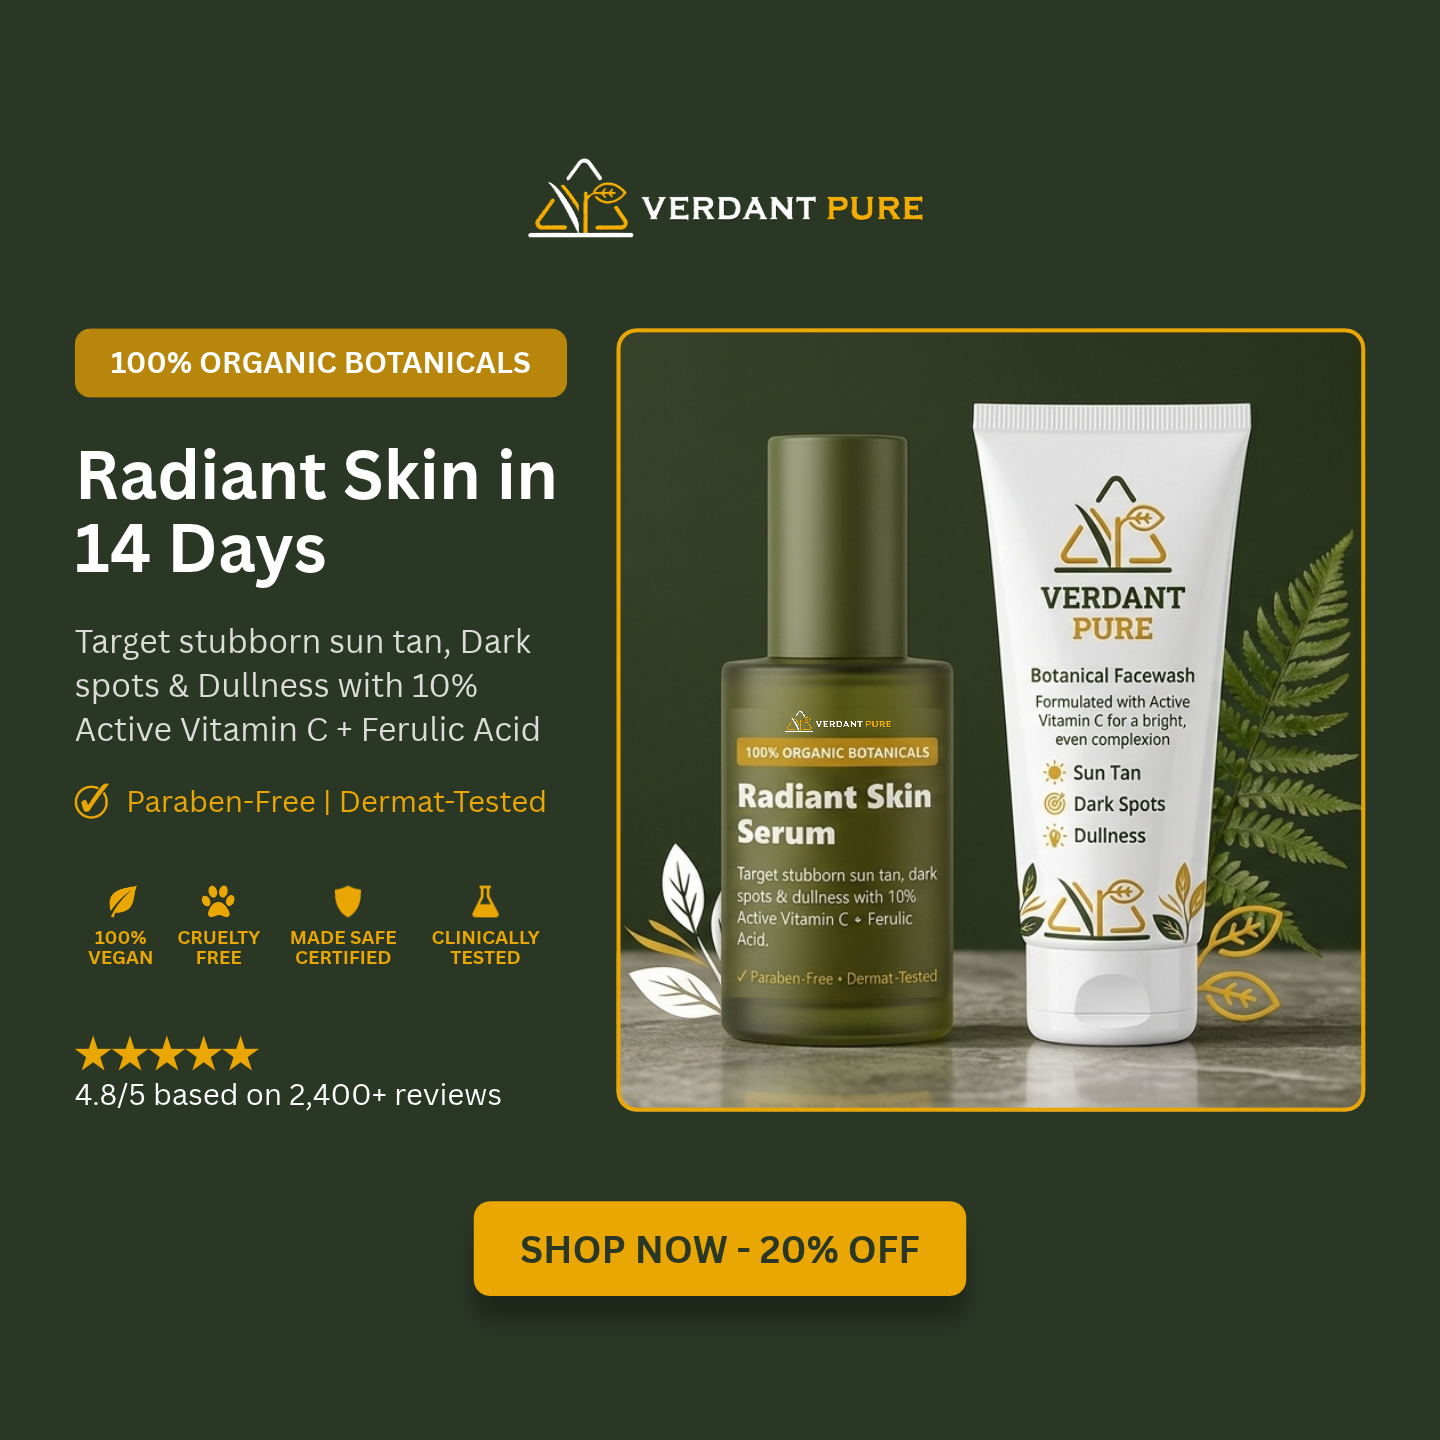 VERDANT PURE
100% ORGANIC BOTANICALS
Radiant Skin in
14 Days
Target stubborn sun tan, Dark
spots & Dullness with 10%
Active Vitamin C + Ferulic Acid
Paraben-Free | Dermat-Tested
100%
VEGAN
CRUELTY
FREE
MADE SAFE
CERTIFIED
CLINICALLY
TESTED
4.8/5 based on 2,400+ reviews
VERDANT PURE
100% ORGANIC BOTANICALS
Radiant Skin
Serum
Target stubborn sun tan, dark
spots & dullness with 10%
Active Vitamin C + Ferulic
Acid.
✓ Paraben-Free • Dermat-Tested
VERDANT
PURE
Botanical Facewash
Formulated with Active
Vitamin C for a bright,
even complexion
Sun Tan
Dark Spots
Dullness
SHOP NOW - 20% OFF